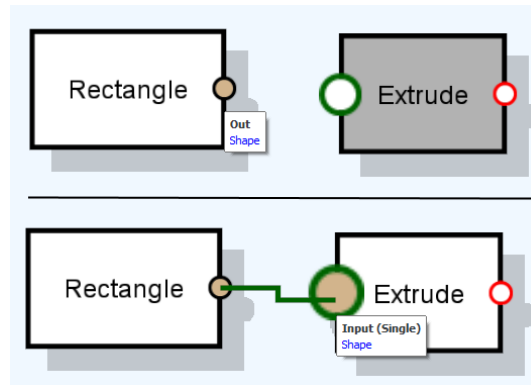 Rectangle
Extrude
Out
Shape
Rectangle
Extrude
Input (Single)
Shape